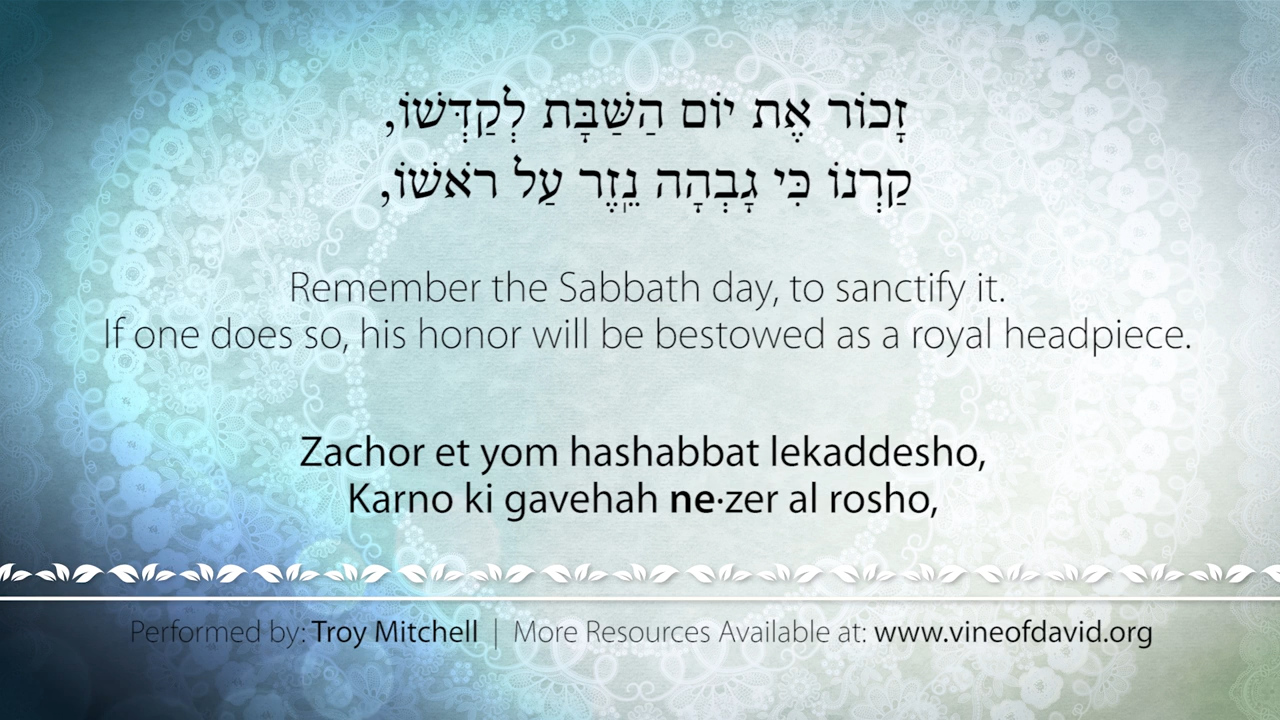 זָכוֹר אֶת יוֹם הַשַּׁבָּת לְקַדְּשׁוֹ,
קַרְנוֹ כִּי גָבְהָה נֵֽזֶר עַל רֹאשׁוֹ,
Remember the Sabbath day, to sanctify it.
If one does so, his honor will be bestowed as a royal headpiece.
Zachor et yom hashabbat lekaddesho,
Karno ki gavehah ne·zer al rosho,
Performed by: Troy Mitchell | More Resources Available at: www.vineofdavid.org